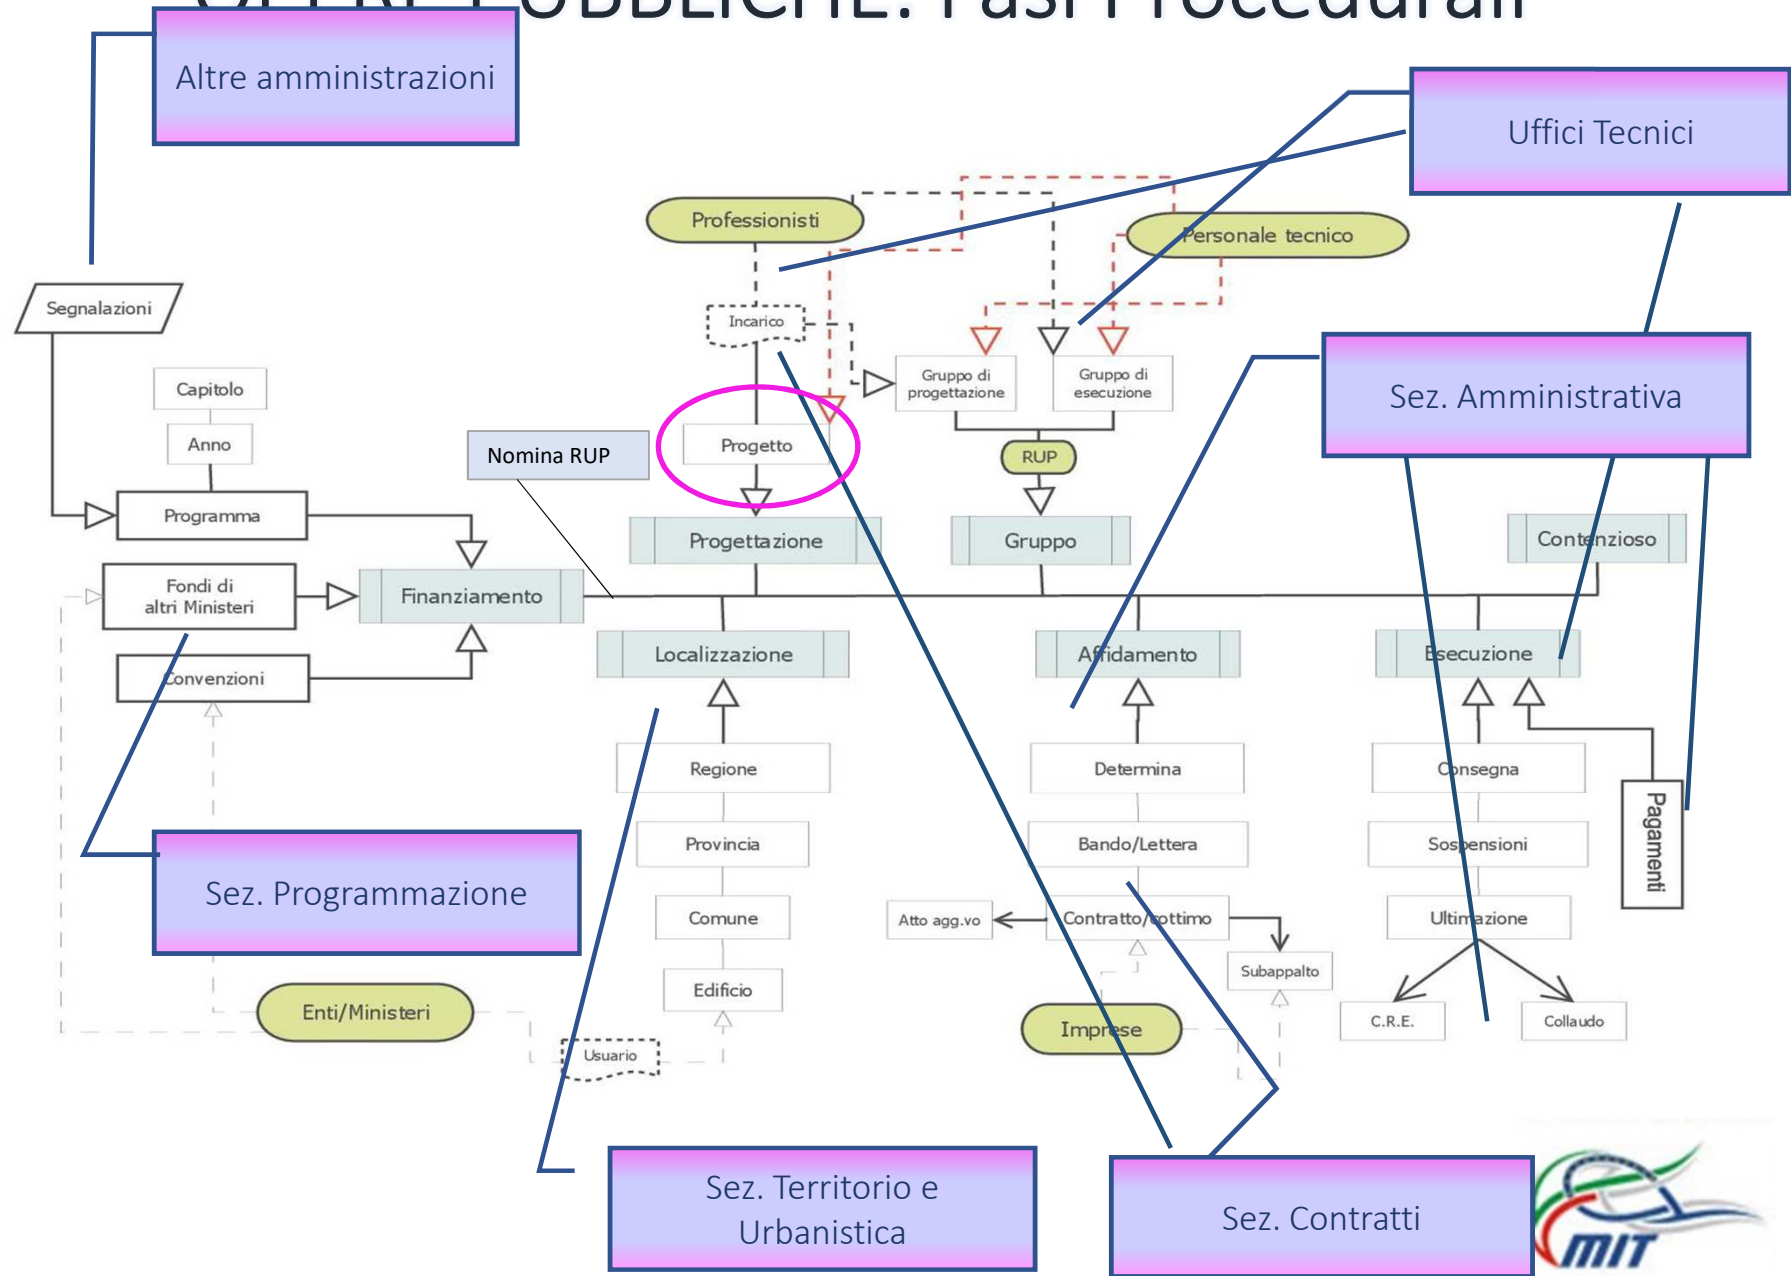 PUBBLICHE: Fasi Procedurali
Altre amministrazioni
Uffici Tecnici
Professionisti
Personale tecnico
Segnalazioni
Incarico
Gruppo di
progettazione
Gruppo di
esecuzione
Sez. Amministrativa
Capitolo
Anno
Nomina RUP
Progetto
RUP
Programma
Progettazione
Gruppo
Contenzioso
Fondi di
altri Ministeri
Finanziamento
Convenzioni
Localizzazione
Affidamento
Esecuzione
Regione
Determina
Consegna
Pagamenti
Provincia
Bando/Lettera
Sospensioni
Sez. Programmazione
Comune
Atto agg.vo
Contratto/cottimo
Ultimazione
Subappalto
Edificio
Enti/Ministeri
Imprese
C.R.E.
Collaudo
Usuario
Sez. Territorio e
Urbanistica
Sez. Contratti
MIT